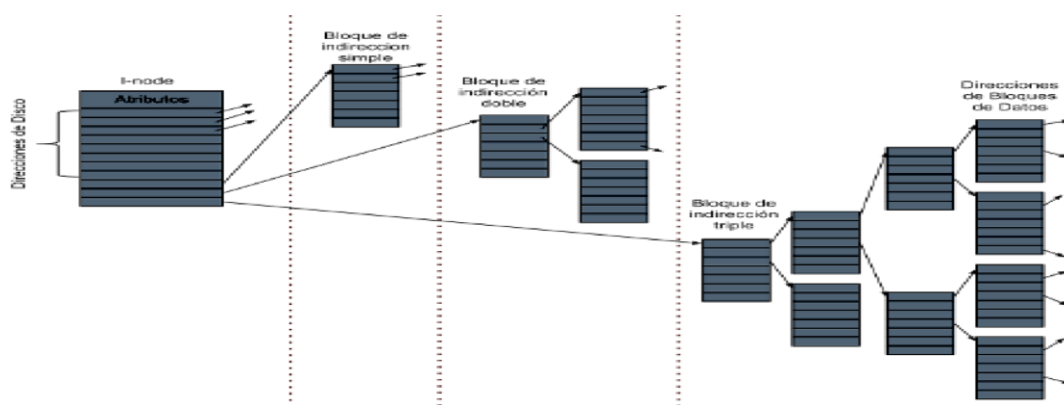 I-node
Atributos
Direcciones de Disco
Bloque de
indireccion
simple
Bloque de
indirección
doble
Bloque de
indirección
triple
Direcciones
de Bloques
de Datos